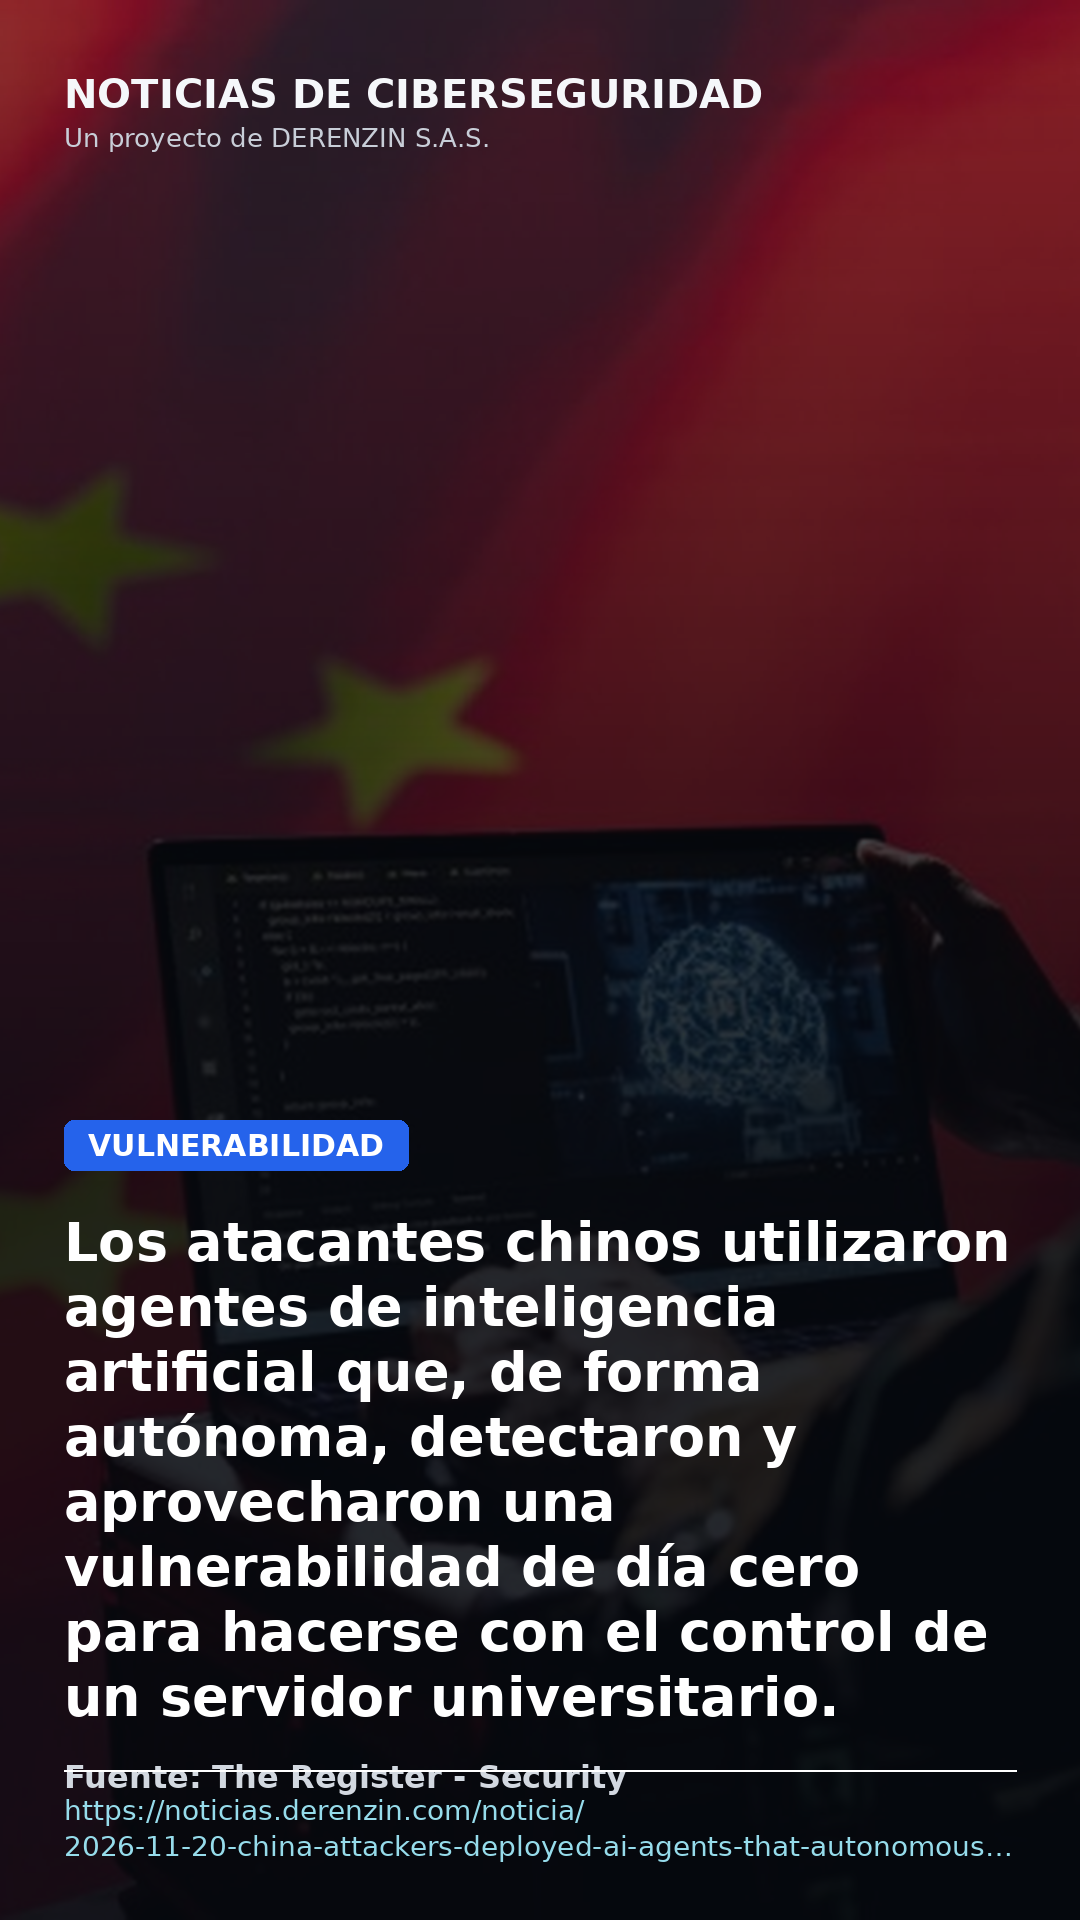 NOTICIAS DE CIBERSEGURIDAD
Un proyecto de DERENZIN S.A.S.
VULNERABILIDAD
Los atacantes chinos utilizaron
agentes de inteligencia
artificial que, de forma
autónoma, detectaron y
aprovecharon una
vulnerabilidad de día cero
para hacerse con el control de
un servidor universitario.
Fuente: The Register - Security
https://noticias.derenzin.com/noticia/
2026-11-20-china-attackers-deployed-ai-agents-that-autonomous...